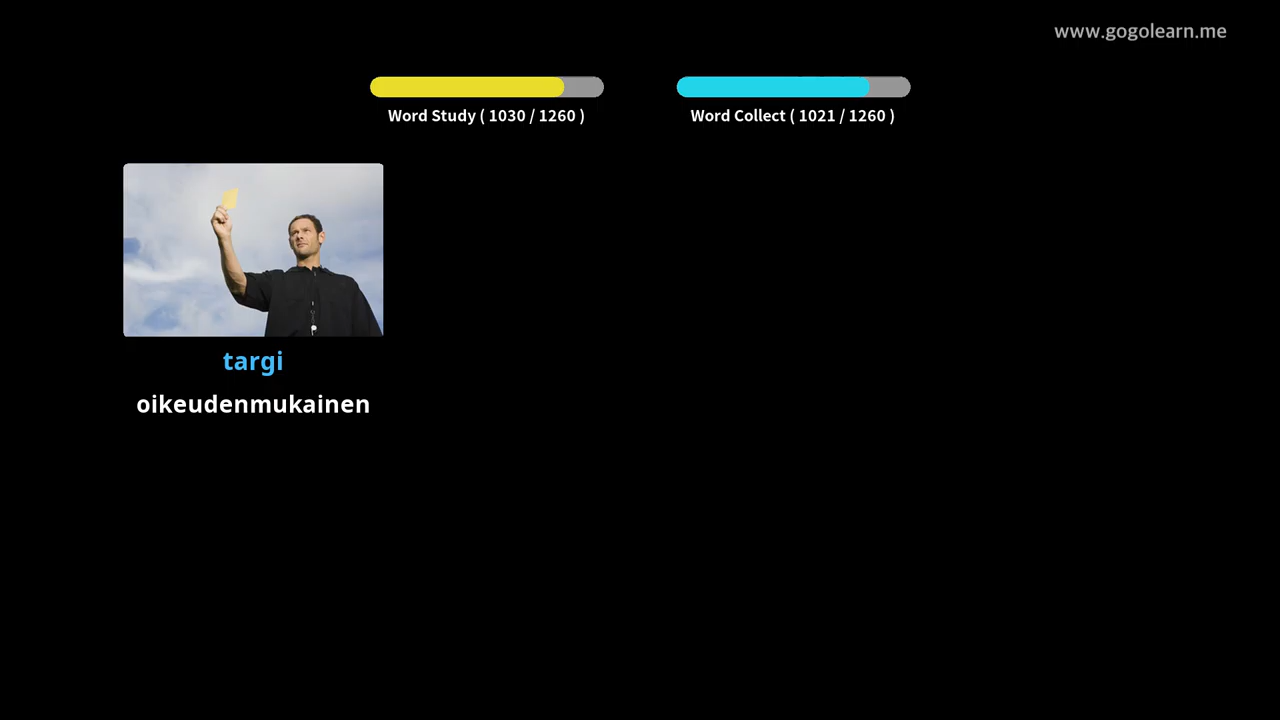 www.gogolearn.me
Word Study ( 1030 / 1260 )
Word Collect ( 1021 / 1260 )
targi
oikeudenmukainen